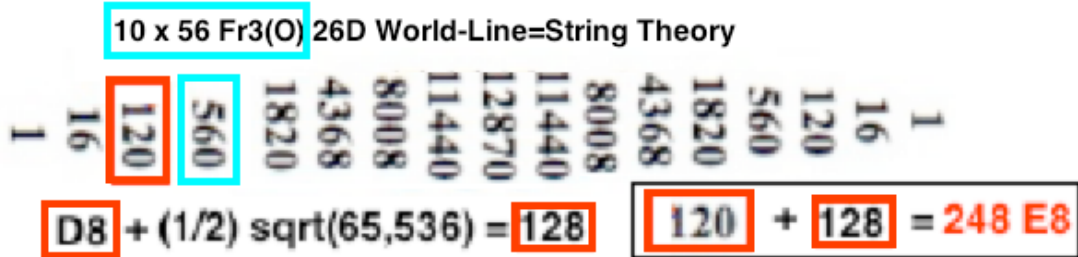 10 x 56 Fr3(O) 26D World-Line=String Theory
1 16 120 560 1820 4368 8008 11440 12870 11440 8008 4368 1820 560 120 16 1
D8 + (1/2) sqrt(65,536) = 128 120 + 128 = 248 E8